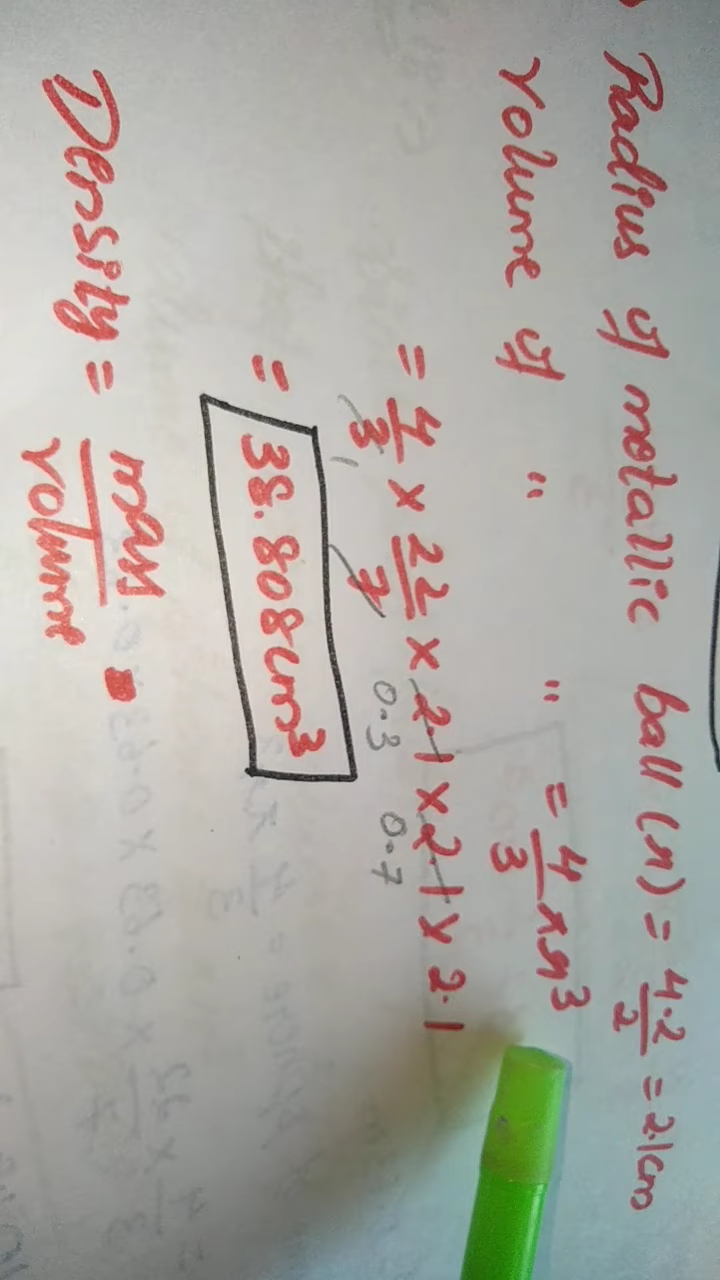 Radius of metallic ball (r) = 4.2/2 = 2.1cm
Volume of " " = 4/3 πr³
= 4/3 × 22/7 × 2.1 × 2.1 × 2.1
1 0.3 0.7
= 38.808cm³
Density = mass/volume